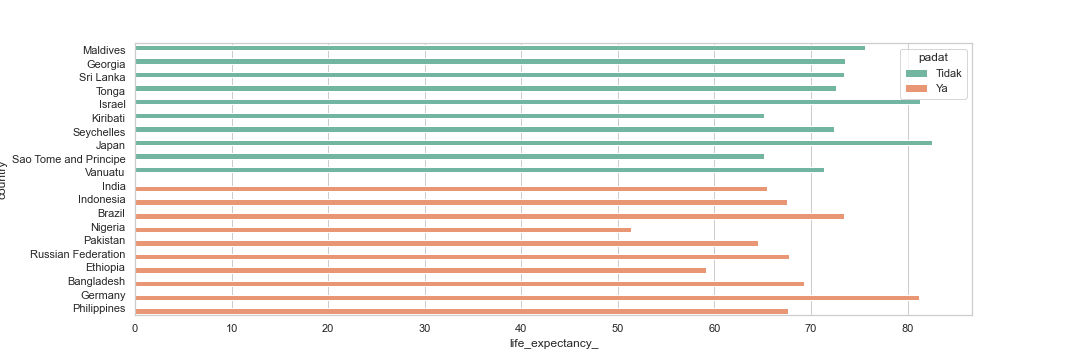 Maldives
Georgia
Sri Lanka
Tonga
Israel
Kiribati
Seychelles
Japan
Sao Tome and Principe
Vanuatu
India
Indonesia
Brazil
Nigeria
Pakistan
Russian Federation
Ethiopia
Bangladesh
Germany
Philippines
country
padat
Tidak
Ya
0 10 20 30 40 50 60 70 80
life_expectancy_